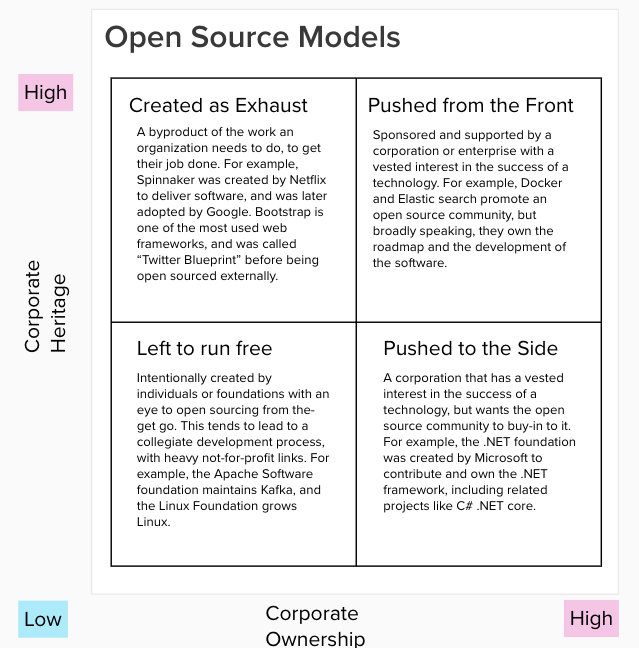 Open Source Models
High
Created as Exhaust
A byproduct of the work an
organization needs to do, to get
their job done. For example,
Spinnaker was created by Netflix
to deliver software, and was later
adopted by Google. Bootstrap is
one of the most used web
frameworks, and was called
“Twitter Blueprint” before being
open sourced externally.
Pushed from the Front
Sponsored and supported by a
corporation or enterprise with a
vested interest in the success of a
technology. For example, Docker
and Elastic search promote an
open source community, but
broadly speaking, they own the
roadmap and the development of
the software.
Corporate
Heritage
Left to run free
Intentionally created by
individuals or foundations with an
eye to open sourcing from the-
get go. This tends to lead to a
collegiate development process,
with heavy not-for-profit links. For
example, the Apache Software
foundation maintains Kafka, and
the Linux Foundation grows
Linux.
Pushed to the Side
A corporation that has a vested
interest in the success of a
technology, but wants the open
source community to buy-in to it.
For example, the .NET foundation
was created by Microsoft to
contribute and own the .NET
framework, including related
projects like C# .NET core.
Low
Corporate
Ownership
High